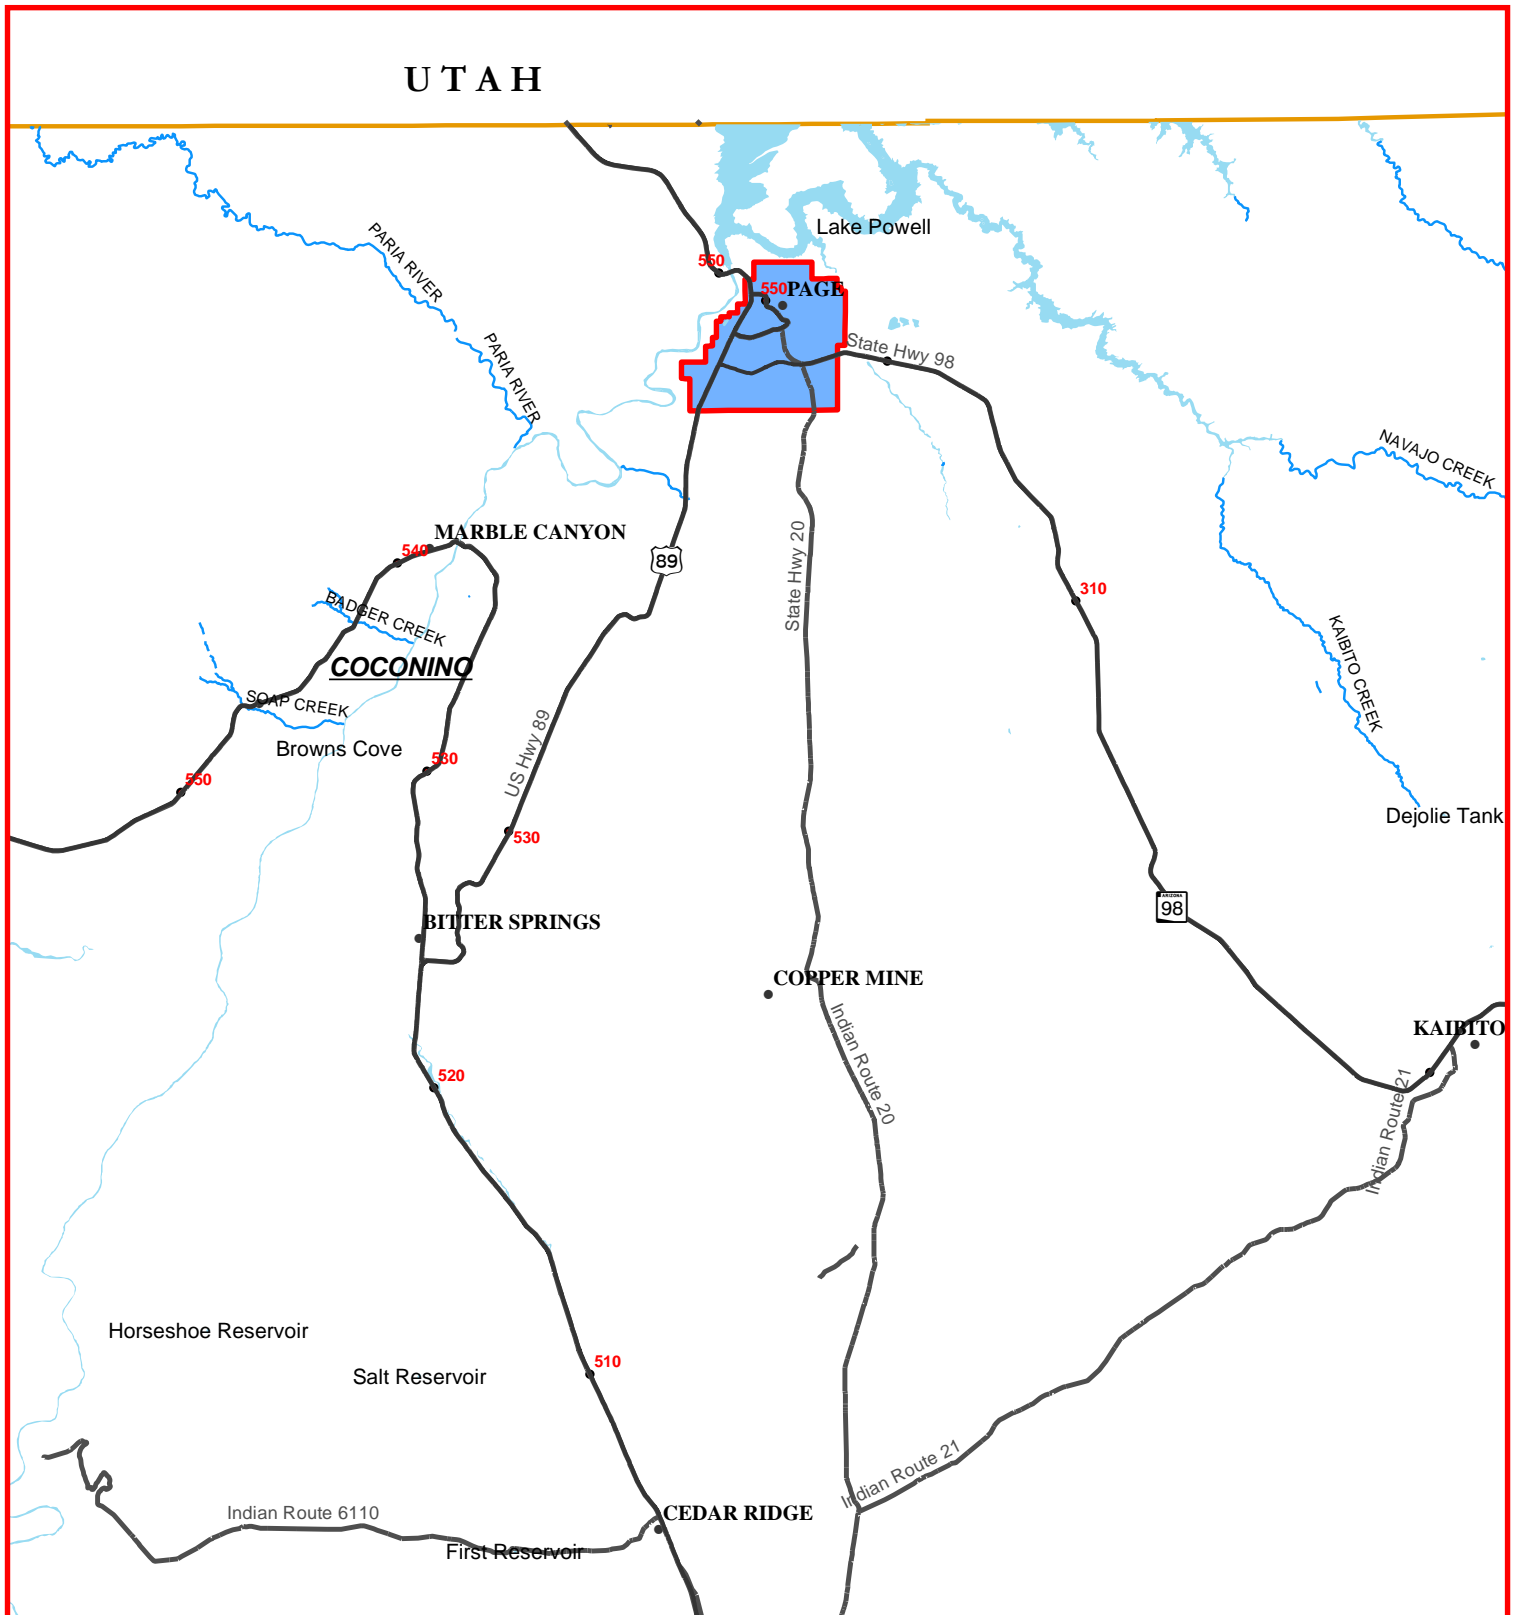 UTAH
PARIA RIVER
Lake Powell
550
550
PAGE
State Hwy 98
PARIA RIVER
NAVAJO CREEK
MARBLE CANYON
540
89
State Hwy 20
310
BADGER CREEK
KAIBITO CREEK
COCONINO
SOAP CREEK
US Hwy 89
Browns Cove
530
550
530
Dejolie Tank
ARIZONA
98
BITTER SPRINGS
COPPER MINE
Indian Route 20
KAIBITO
520
Indian Route 21
Horseshoe Reservoir
510
Salt Reservoir
Indian Route 21
Indian Route 6110
CEDAR RIDGE
First Reservoir